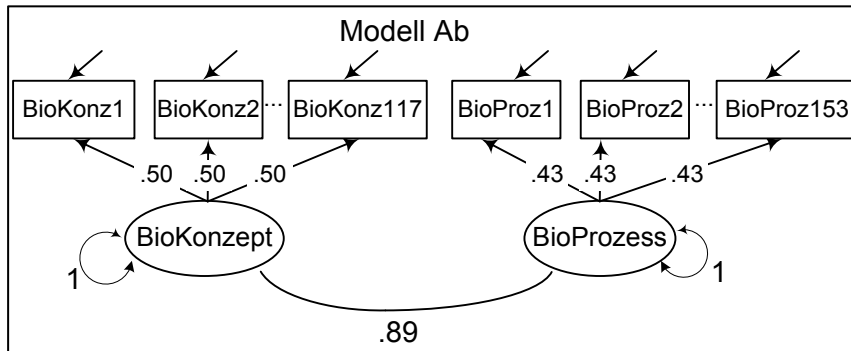 Modell Ab
BioKonz1 BioKonz2 ... BioKonz117 BioProz1 BioProz2 ... BioProz153
.50 .50 .50 .43 .43 .43
BioKonzept BioProzess
1 1
.89